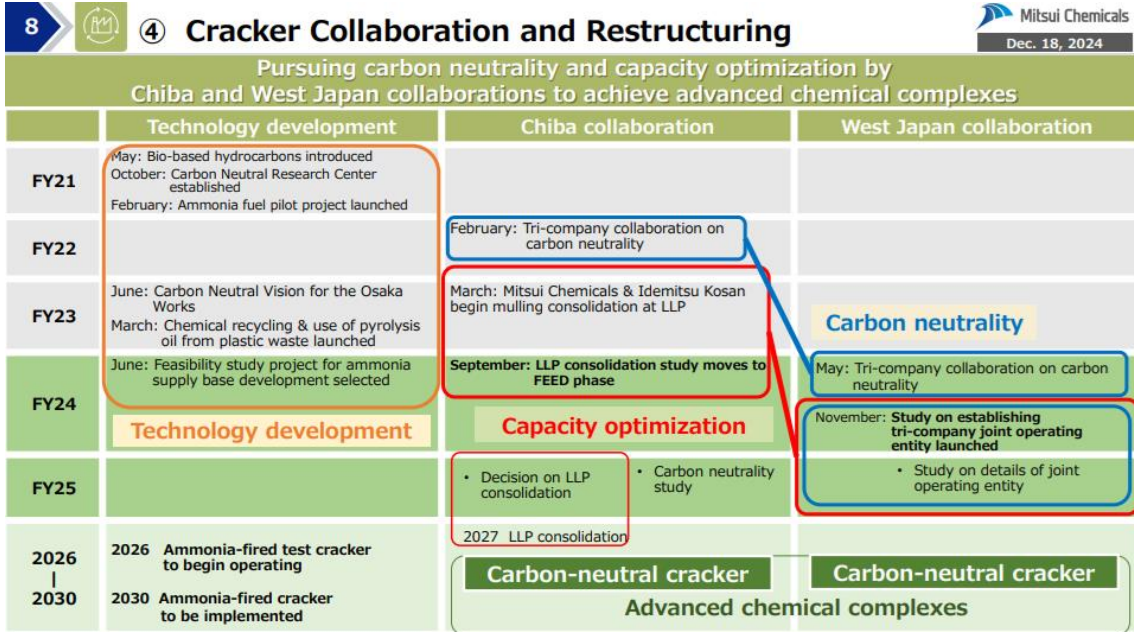 8
④ Cracker Collaboration and Restructuring
Mitsui Chemicals
Dec. 18, 2024
Pursuing carbon neutrality and capacity optimization by
Chiba and West Japan collaborations to achieve advanced chemical complexes
Technology development
Chiba collaboration
West Japan collaboration
FY21
May: Bio-based hydrocarbons introduced
October: Carbon Neutral Research Center
established
February: Ammonia fuel pilot project launched
FY22
February: Tri-company collaboration on
carbon neutrality
FY23
June: Carbon Neutral Vision for the Osaka
Works
March: Chemical recycling & use of pyrolysis
oil from plastic waste launched
March: Mitsui Chemicals & Idemitsu Kosan
begin mulling consolidation at LLP
Carbon neutrality
FY24
June: Feasibility study project for ammonia
supply base development selected
Technology development
September: LLP consolidation study moves to
FEED phase
Capacity optimization
May: Tri-company collaboration on carbon
neutrality
November: Study on establishing
tri-company joint operating
entity launched
FY25
• Decision on LLP
consolidation
• Carbon neutrality
study
• Study on details of joint
operating entity
2026
|
2030
2026 Ammonia-fired test cracker
to begin operating
2030 Ammonia-fired cracker
to be implemented
2027 LLP consolidation
Carbon-neutral cracker
Carbon-neutral cracker
Advanced chemical complexes